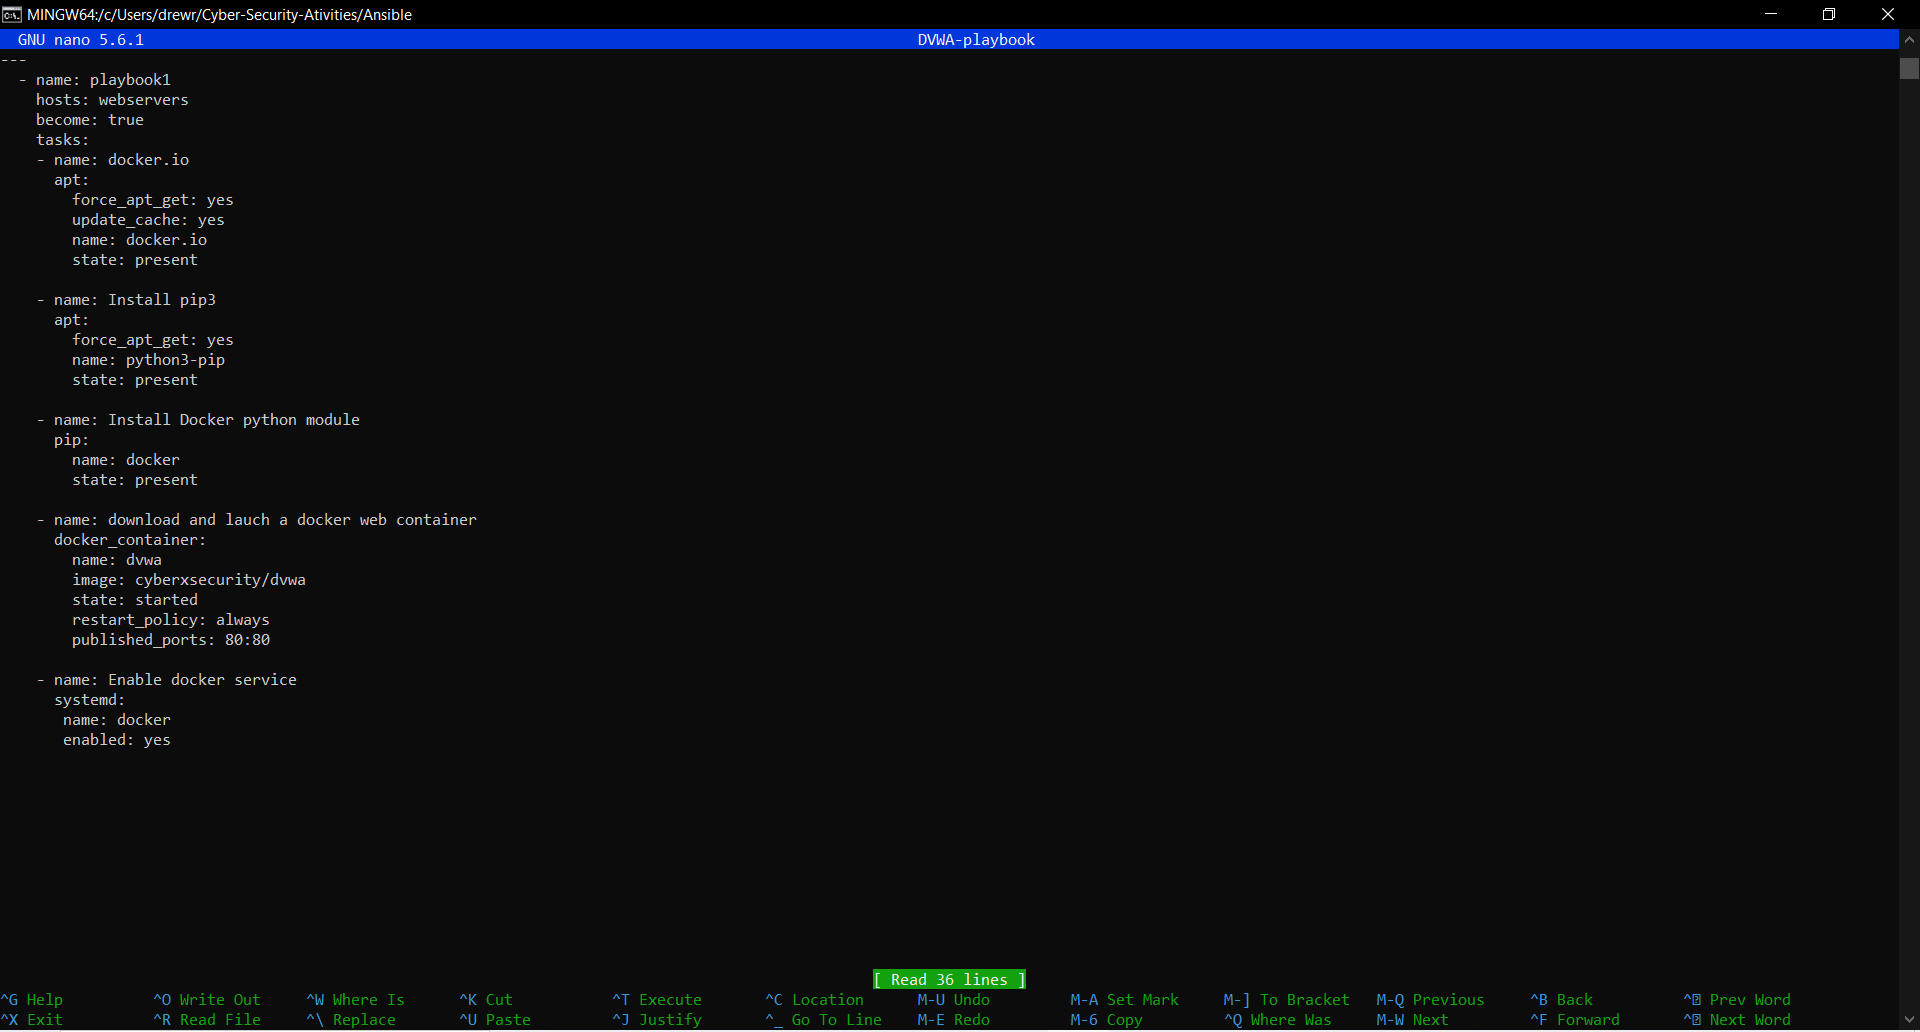 MINGW64:/c/Users/drewr/Cyber-Security-Ativities/Ansible
GNU nano 5.6.1 DVWA-playbook
---
  - name: playbook1
    hosts: webservers
    become: true
    tasks:
    - name: docker.io
      apt:
        force_apt_get: yes
        update_cache: yes
        name: docker.io
        state: present

    - name: Install pip3
      apt:
        force_apt_get: yes
        name: python3-pip
        state: present

    - name: Install Docker python module
      pip:
        name: docker
        state: present

    - name: download and lauch a docker web container
      docker_container:
        name: dvwa
        image: cyberxsecurity/dvwa
        state: started
        restart_policy: always
        published_ports: 80:80

    - name: Enable docker service
      systemd:
       name: docker
       enabled: yes
[ Read 36 lines ]
^G Help ^O Write Out ^W Where Is ^K Cut ^T Execute ^C Location M-U Undo M-A Set Mark M-] To Bracket M-Q Previous ^B Back ^⍰ Prev Word
^X Exit ^R Read File ^\ Replace ^U Paste ^J Justify ^_ Go To Line M-E Redo M-6 Copy ^Q Where Was M-W Next ^F Forward ^⍰ Next Word